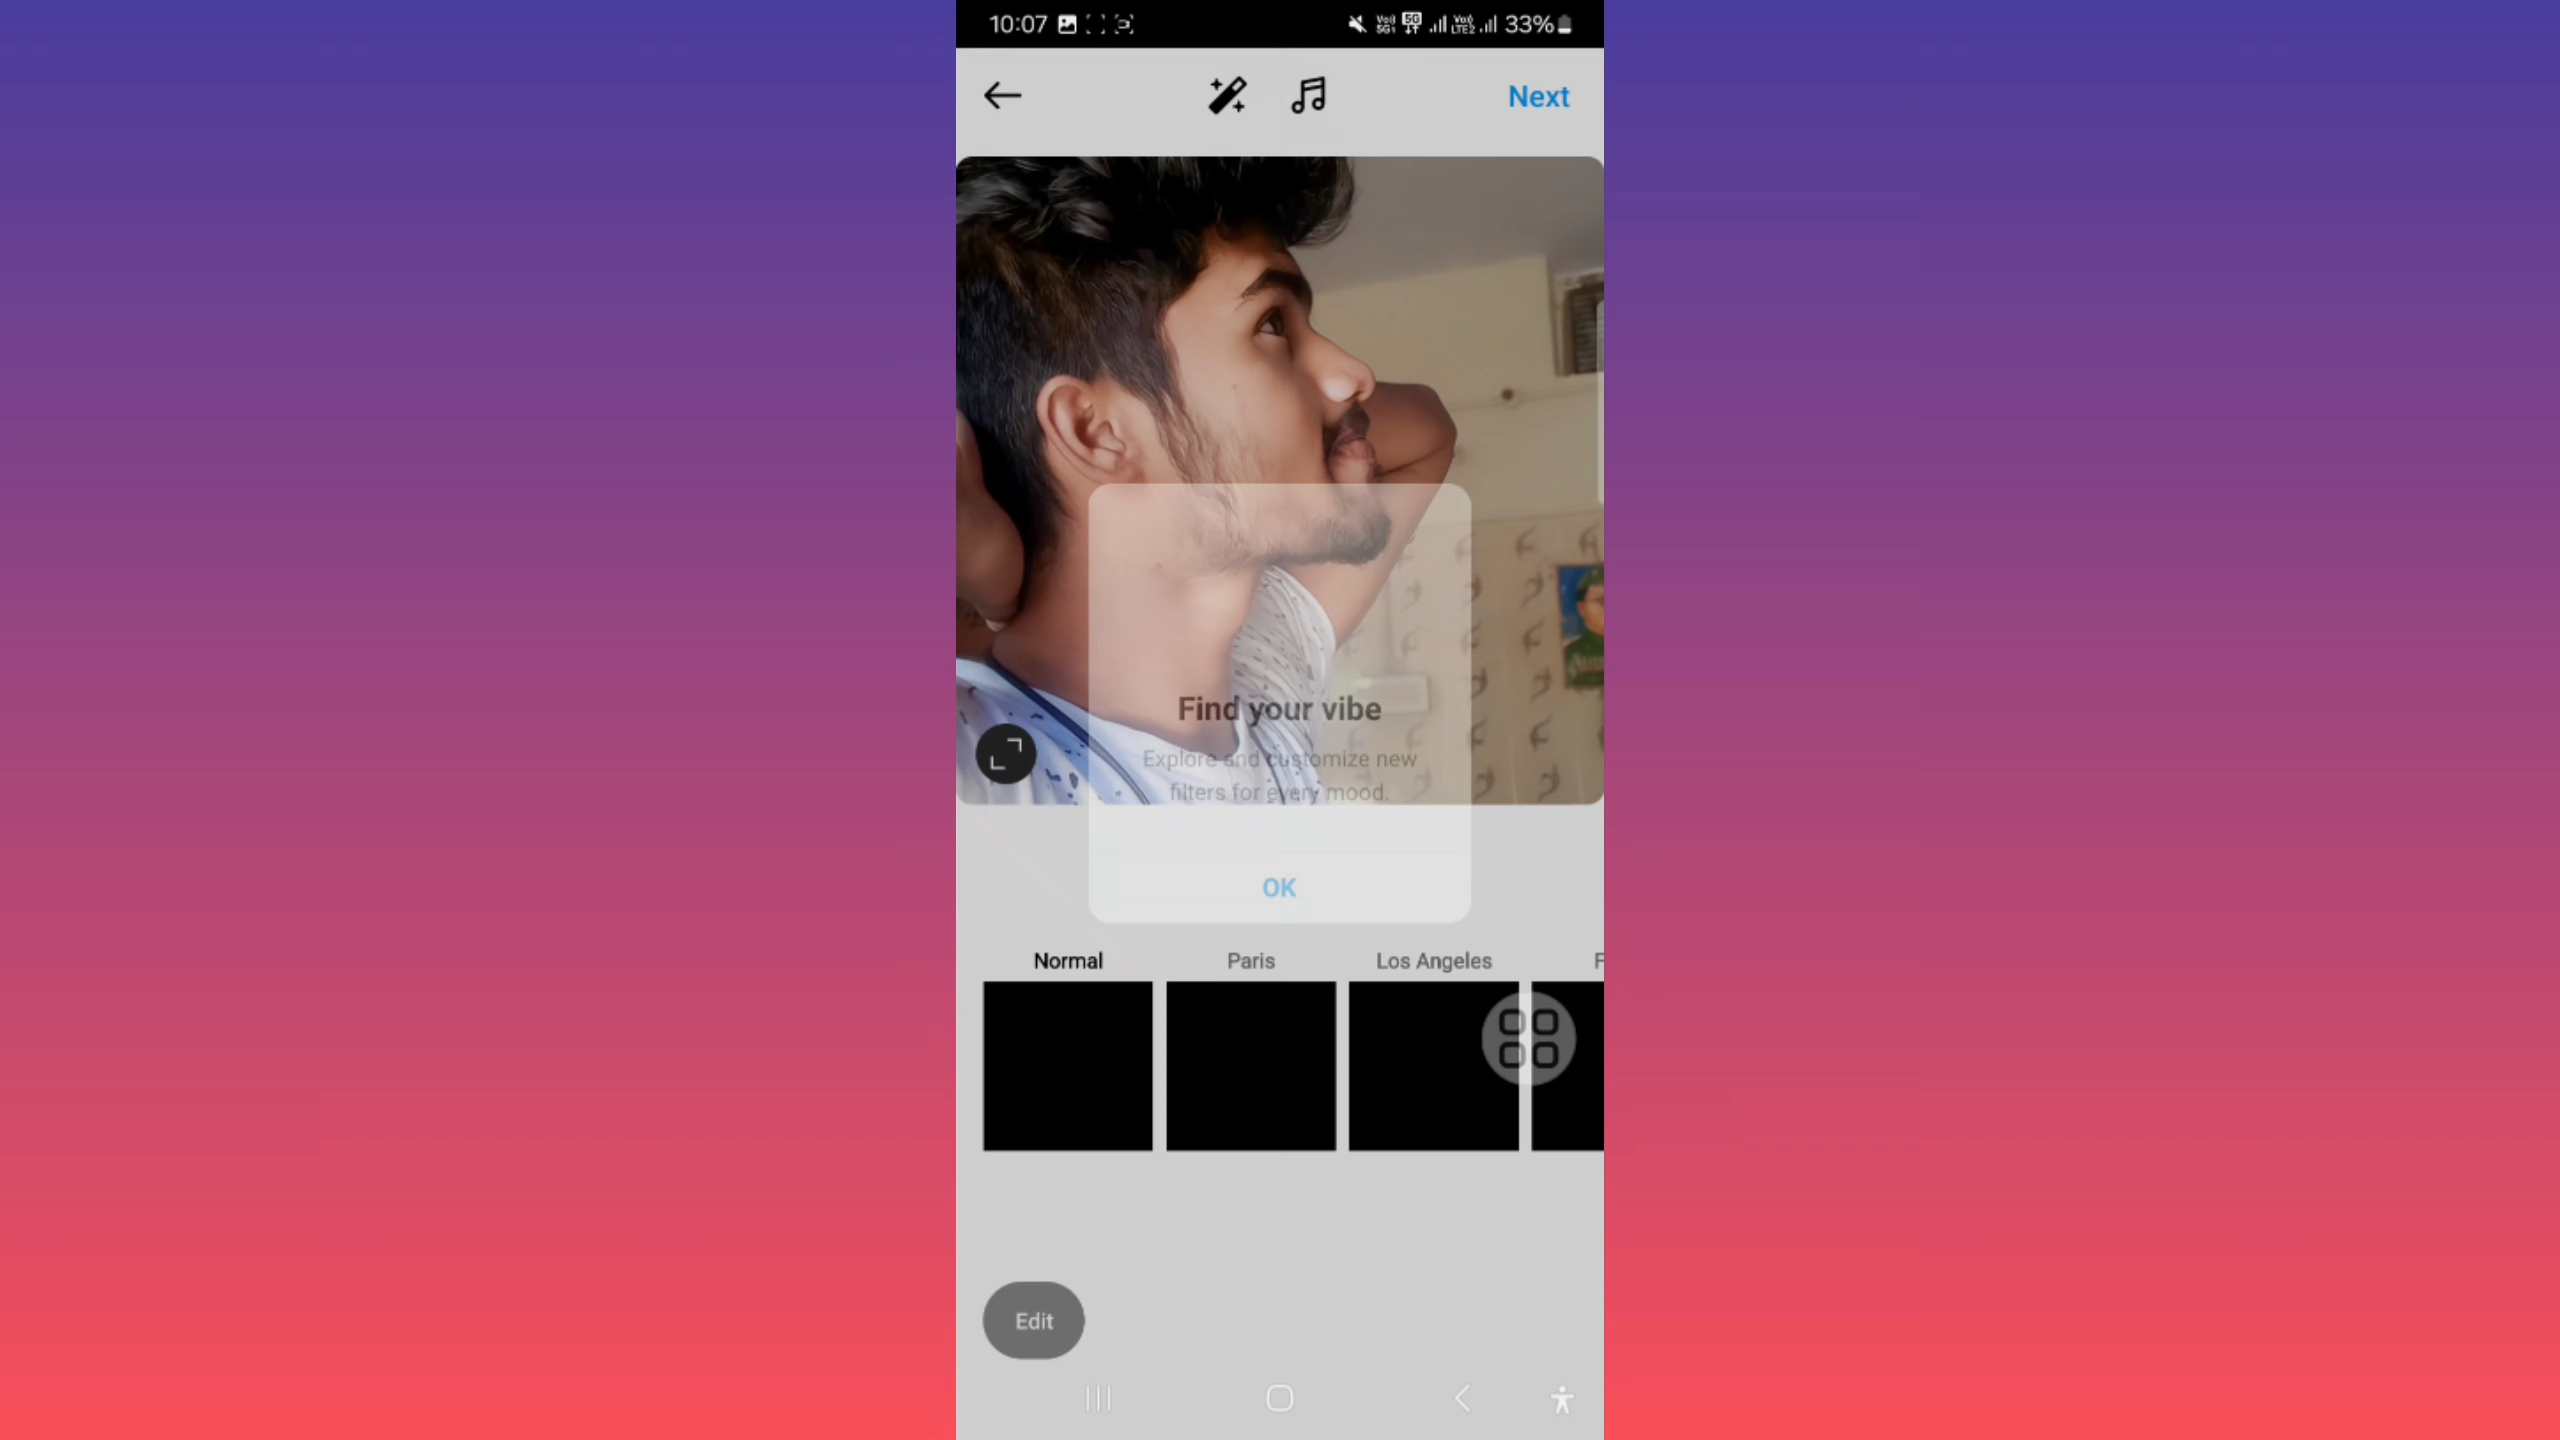 10:07
33%
Next
Find your vibe
Explore and customize new
filters for every mood.
OK
Normal Paris Los Angeles F
Edit